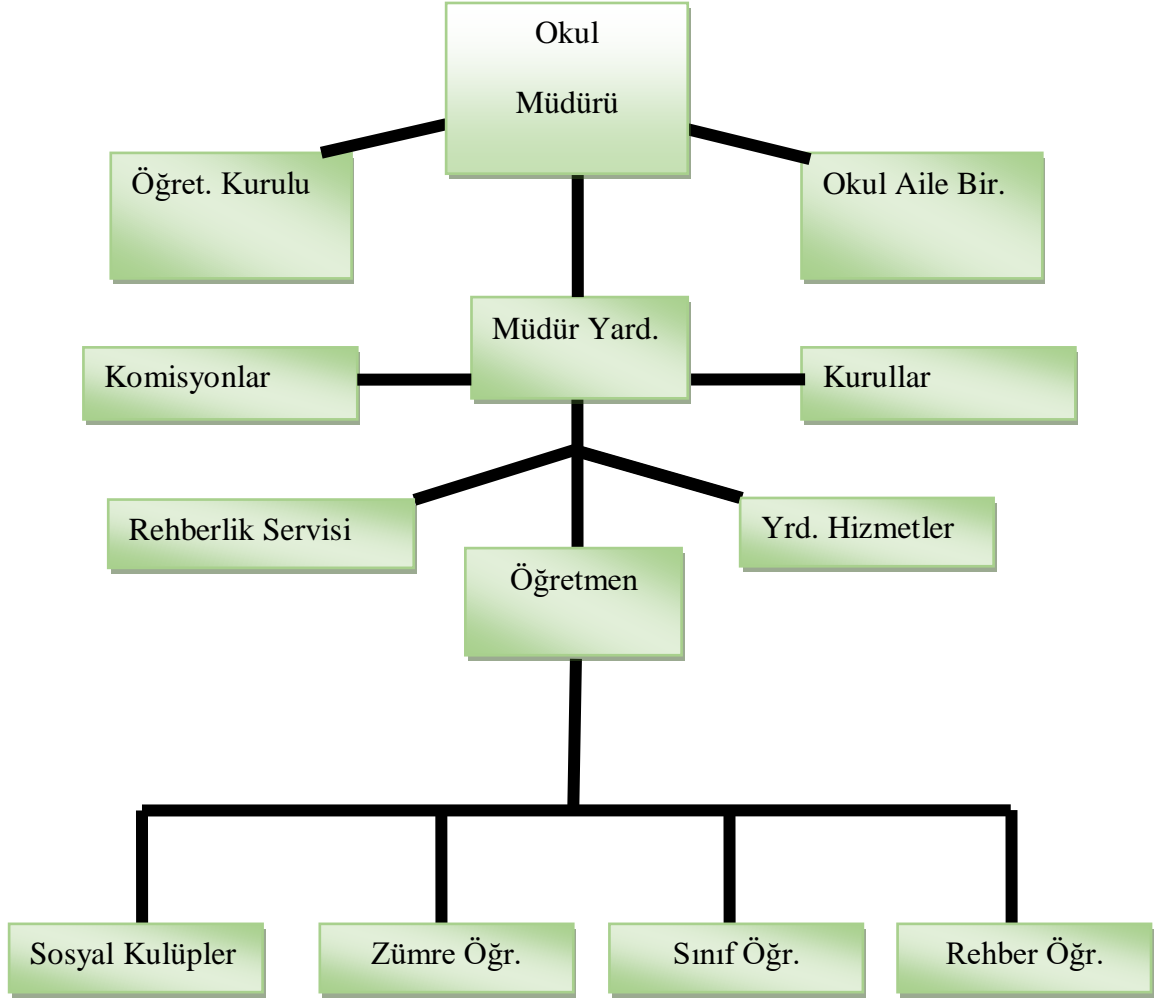 Okul
Müdürü
Öğret. Kurulu
Okul Aile Bir.
Müdür Yard.
Komisyonlar
Kurullar
Rehberlik Servisi
Yrd. Hizmetler
Öğretmen
Sosyal Kulüpler
Zümre Öğr.
Sınıf Öğr.
Rehber Öğr.